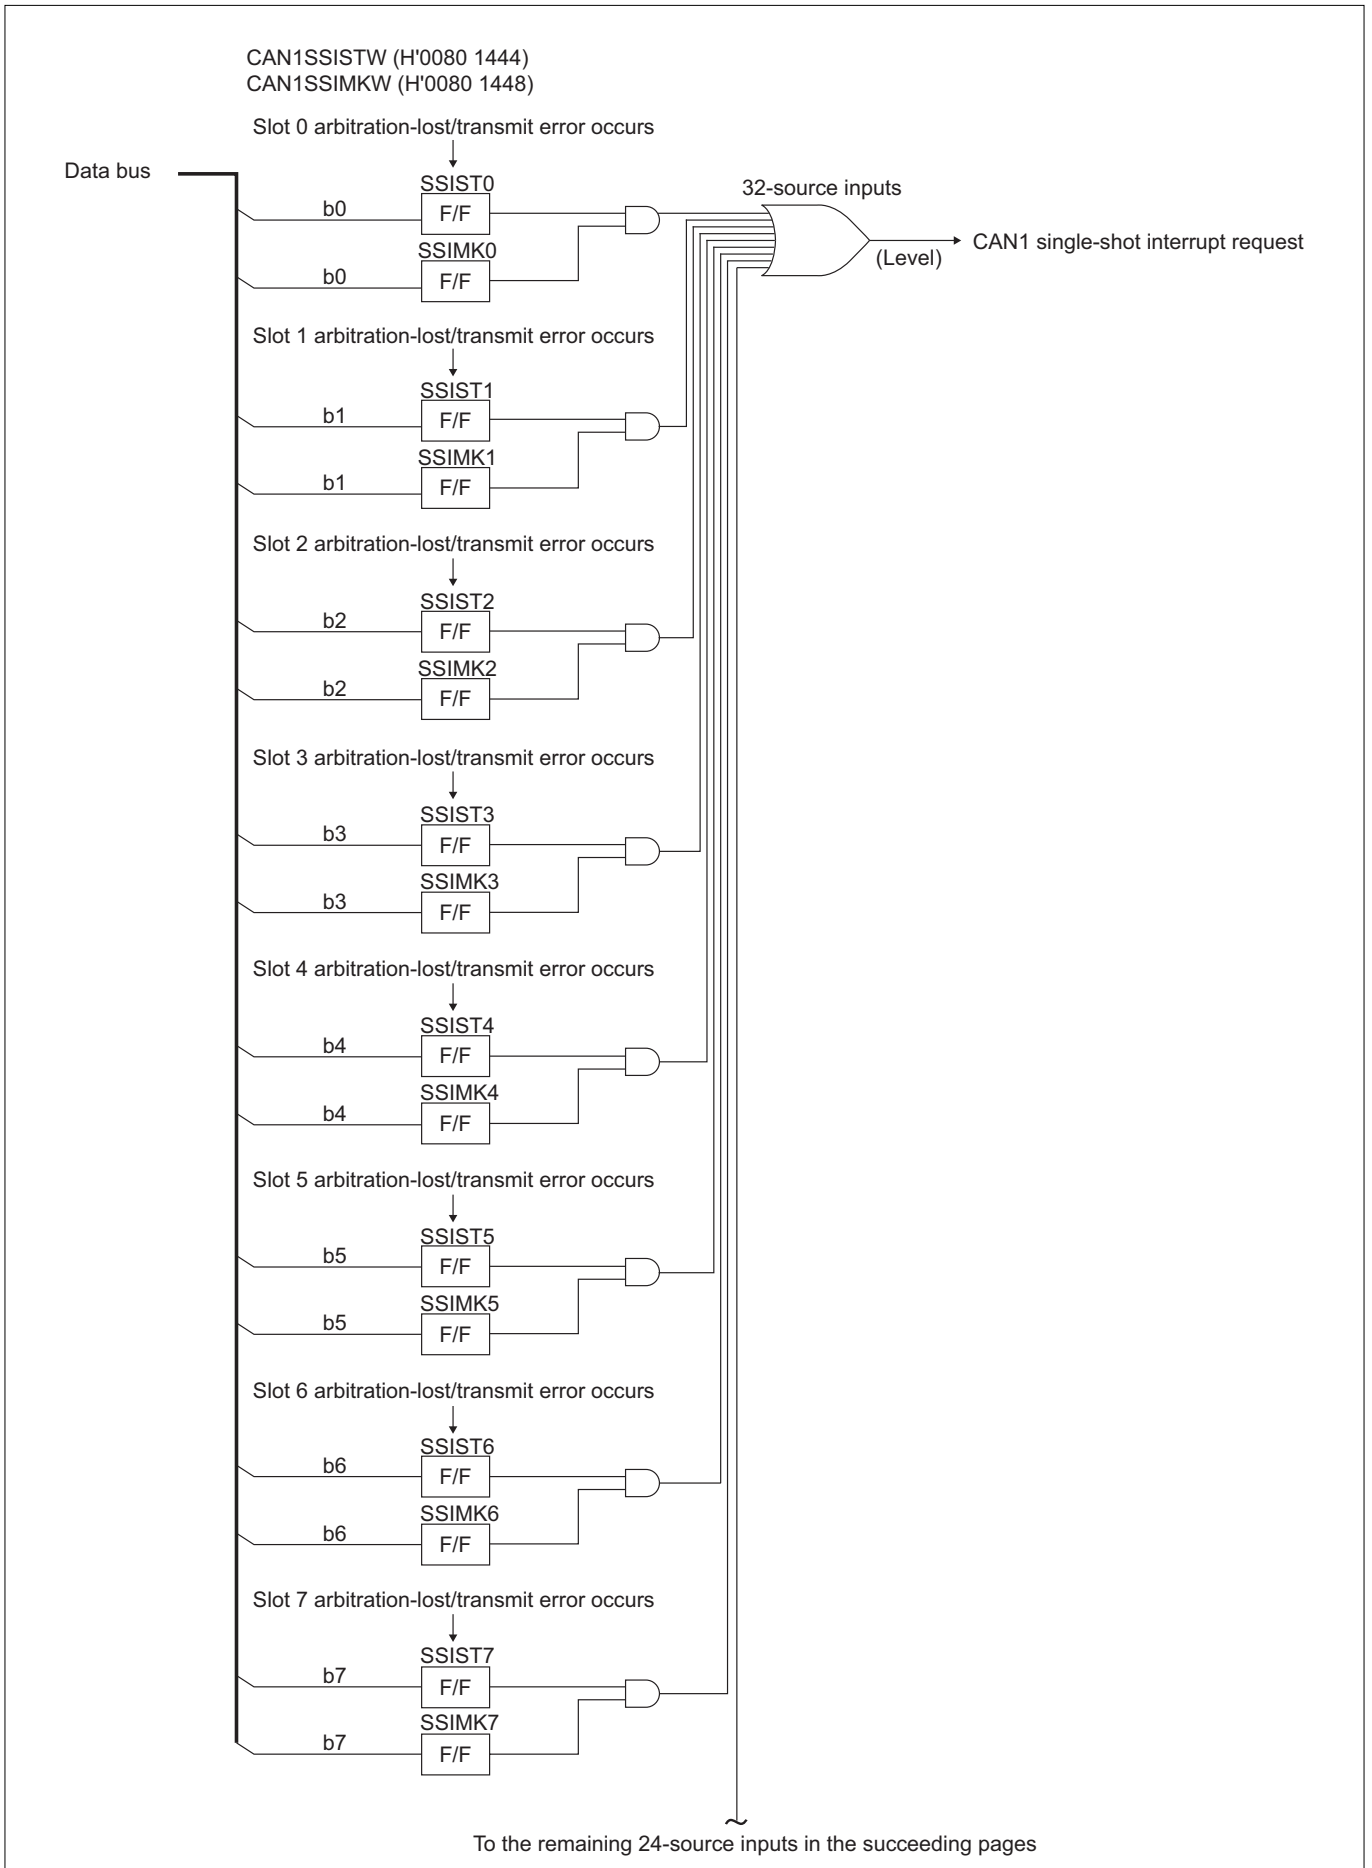 CAN1SSISTW (H'0080 1444)
CAN1SSIMKW (H'0080 1448)
Slot 0 arbitration-lost/transmit error occurs
Data bus
SSIST0
32-source inputs
b0
F/F
CAN1 single-shot interrupt request
(Level)
SSIMK0
b0
F/F
Slot 1 arbitration-lost/transmit error occurs
SSIST1
b1
F/F
SSIMK1
b1
F/F
Slot 2 arbitration-lost/transmit error occurs
SSIST2
b2
F/F
SSIMK2
b2
F/F
Slot 3 arbitration-lost/transmit error occurs
SSIST3
b3
F/F
SSIMK3
b3
F/F
Slot 4 arbitration-lost/transmit error occurs
SSIST4
b4
F/F
SSIMK4
b4
F/F
Slot 5 arbitration-lost/transmit error occurs
SSIST5
b5
F/F
SSIMK5
b5
F/F
Slot 6 arbitration-lost/transmit error occurs
SSIST6
b6
F/F
SSIMK6
b6
F/F
Slot 7 arbitration-lost/transmit error occurs
SSIST7
b7
F/F
SSIMK7
b7
F/F
To the remaining 24-source inputs in the succeeding pages